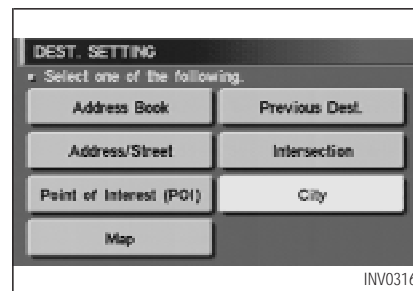 DEST. SETTING
Select one of the following.
Address Book Previous Dest.
Address/Street Intersection
Point of Interest (POI) City
Map
INV0316